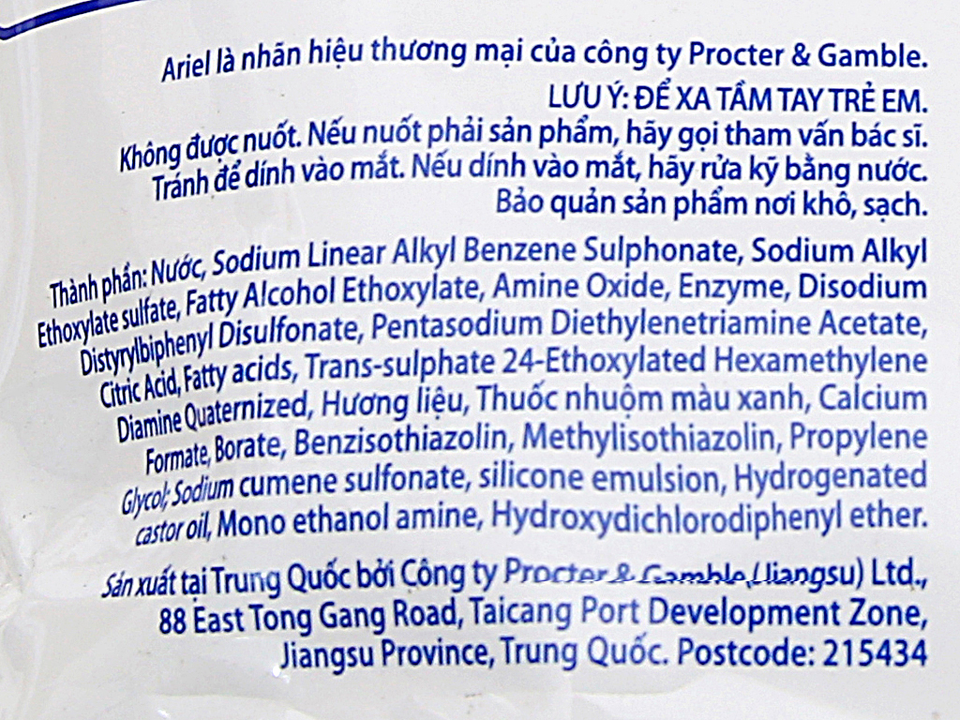 Ariel là nhãn hiệu thương mại của công ty Procter & Gamble.
LƯU Ý: ĐỂ XA TẦM TAY TRẺ EM.
Không được nuốt. Nếu nuốt phải sản phẩm, hãy gọi tham vấn bác sĩ.
Tránh để dính vào mắt. Nếu dính vào mắt, hãy rửa kỹ bằng nước.
Bảo quản sản phẩm nơi khô, sạch.
Thành phần: Nước, Sodium Linear Alkyl Benzene Sulphonate, Sodium Alkyl
Ethoxylate sulfate, Fatty Alcohol Ethoxylate, Amine Oxide, Enzyme, Disodium
Distyrylbiphenyl Disulfonate, Pentasodium Diethylenetriamine Acetate,
Citric Acid, Fatty acids, Trans-sulphate 24-Ethoxylated Hexamethylene
Diamine Quaternized, Hương liệu, Thuốc nhuộm màu xanh, Calcium
Formate, Borate, Benzisothiazolin, Methylisothiazolin, Propylene
Glycol; Sodium cumene sulfonate, silicone emulsion, Hydrogenated
castor oil, Mono ethanol amine, Hydroxydichlorodiphenyl ether.
Sản xuất tại Trung Quốc bởi Công ty Procter & Gamble (Jiangsu) Ltd.,
88 East Tong Gang Road, Taicang Port Development Zone,
Jiangsu Province, Trung Quốc. Postcode: 215434